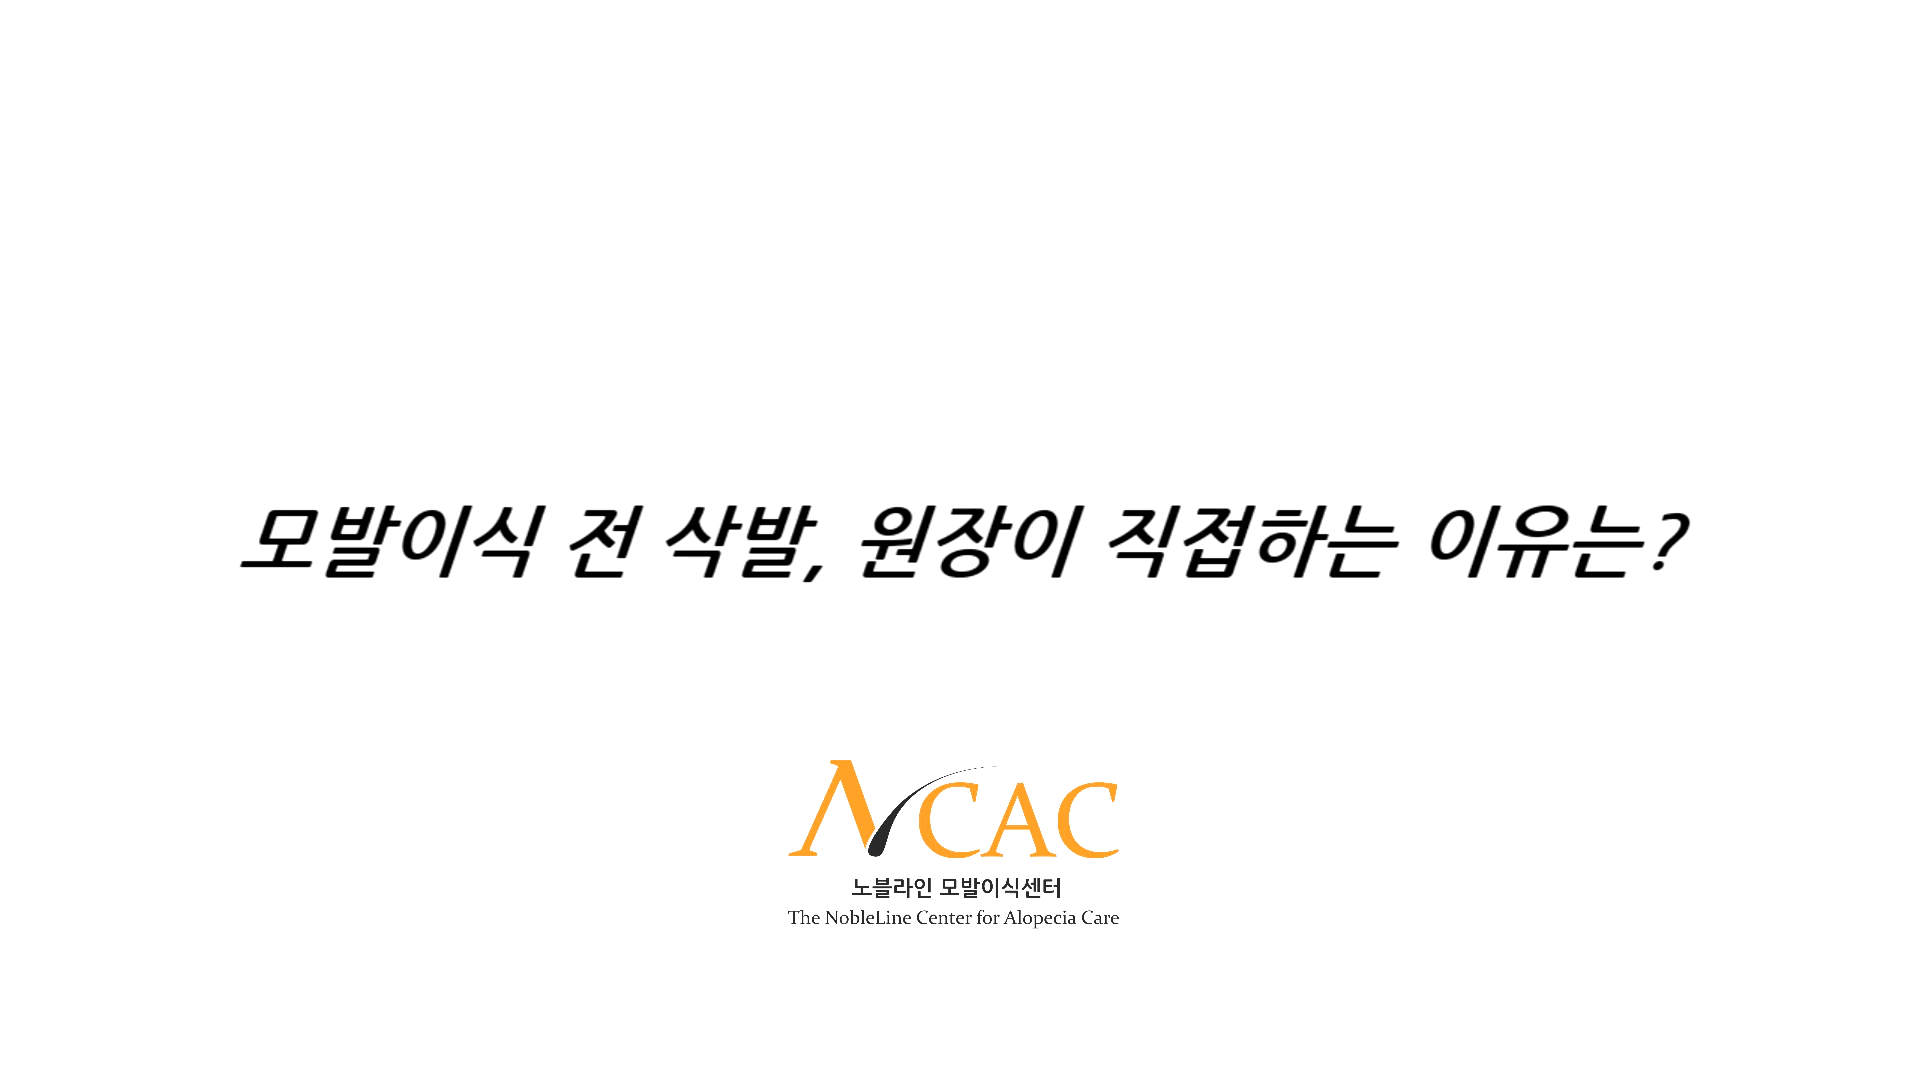 모발이식 전 삭발, 원장이 직접하는 이유는?
NCAC
노블라인 모발이식센터
The NobleLine Center for Alopecia Care